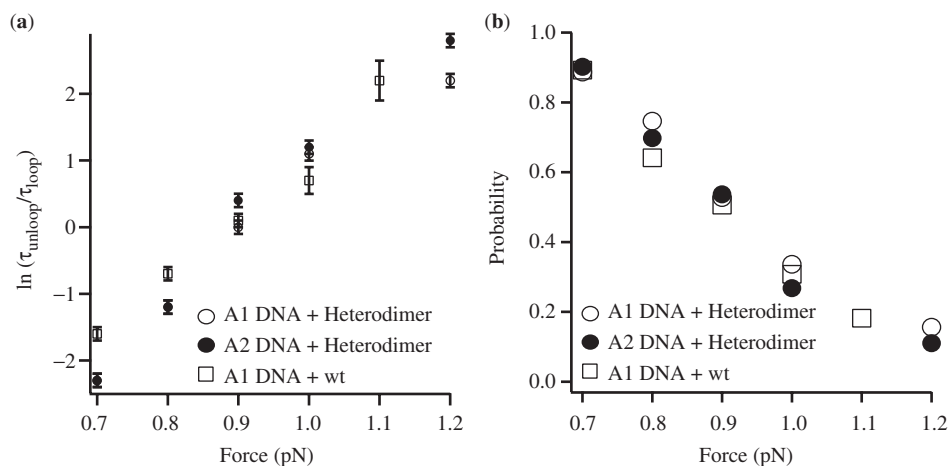 (a)
ln (τunloop/τloop)
2
1
0
−1
−2
A1 DNA + Heterodimer
A2 DNA + Heterodimer
A1 DNA + wt
0.7 0.8 0.9 1.0 1.1 1.2
Force (pN)
(b)
Probability
1.0
0.8
0.6
0.4
0.2
0.0
A1 DNA + Heterodimer
A2 DNA + Heterodimer
A1 DNA + wt
0.7 0.8 0.9 1.0 1.1 1.2
Force (pN)